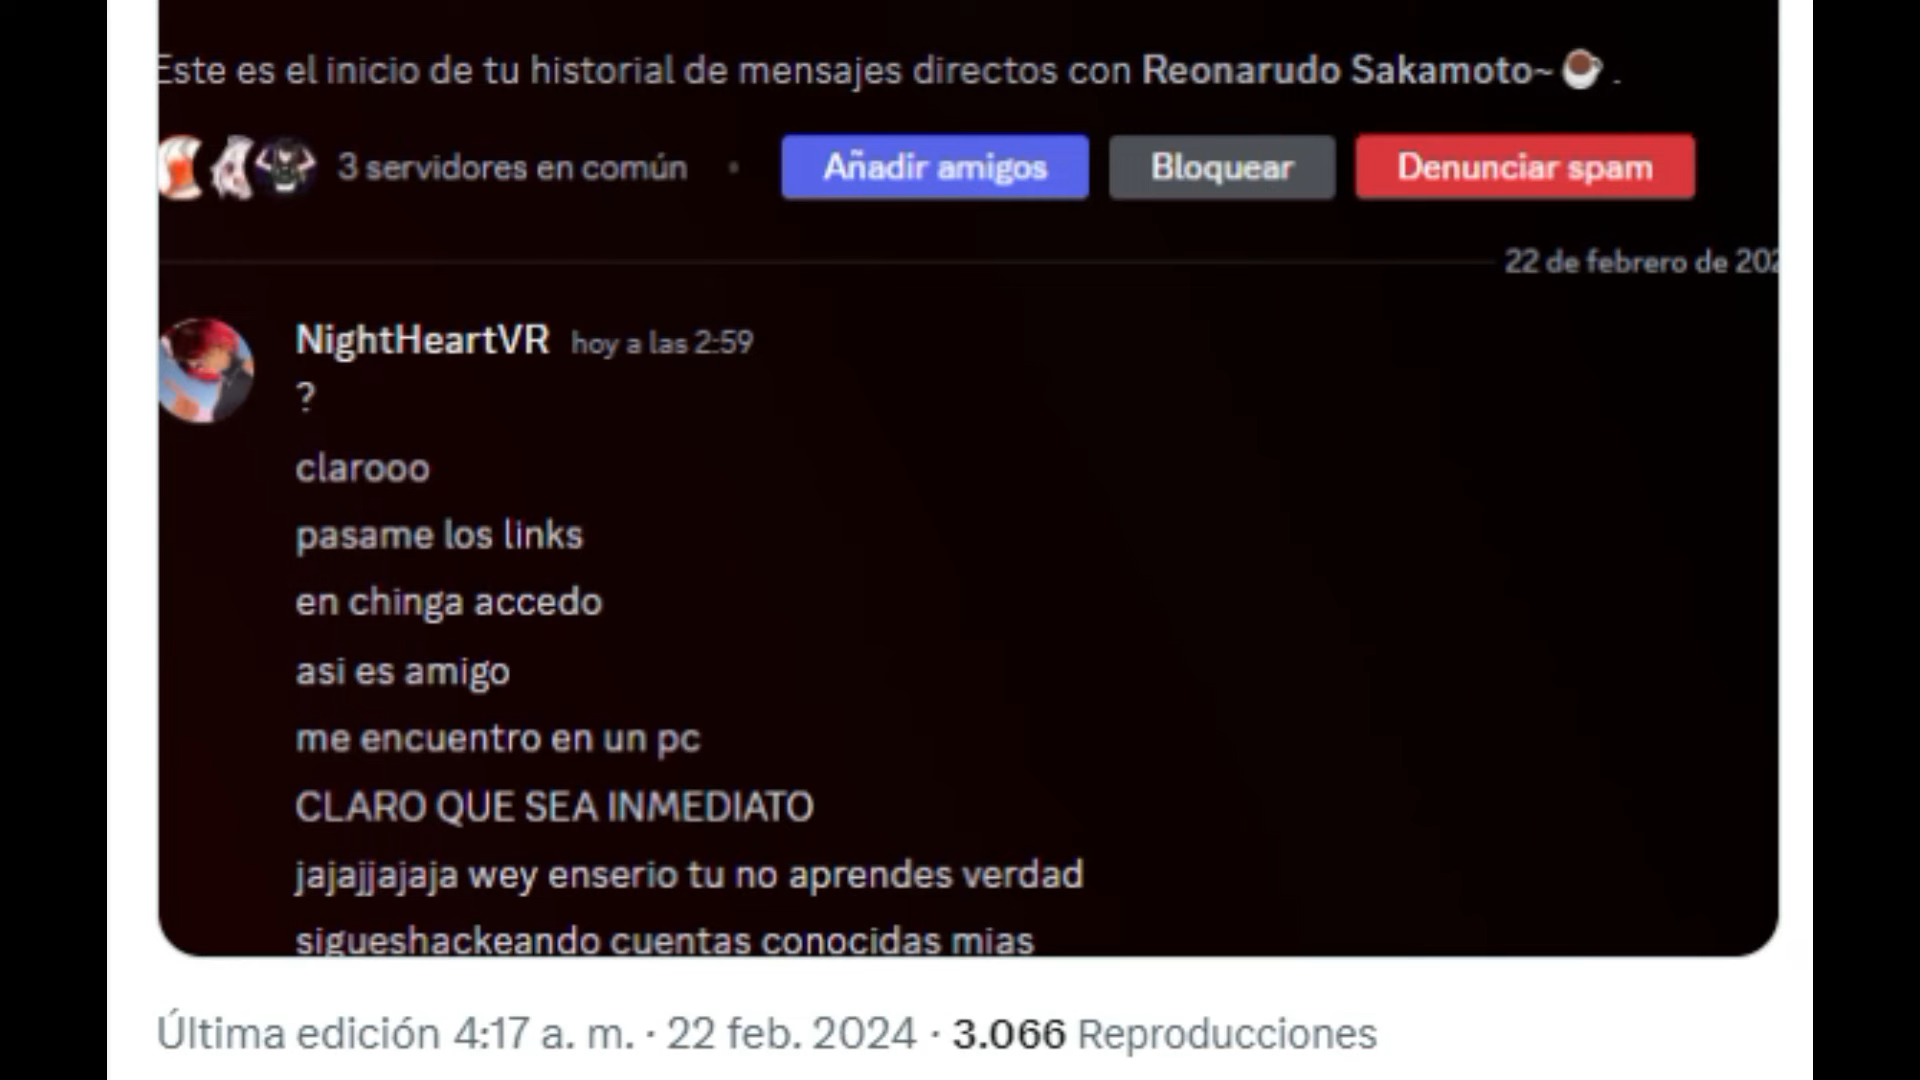 Este es el inicio de tu historial de mensajes directos con Reonarudo Sakamoto~☕ .
3 servidores en común • Añadir amigos Bloquear Denunciar spam
22 de febrero de 202
NightHeartVR hoy a las 2:59
?
clarooo
pasame los links
en chinga accedo
asi es amigo
me encuentro en un pc
CLARO QUE SEA INMEDIATO
jajajjajaja wey enserio tu no aprendes verdad
sigueshackeando cuentas conocidas mias
Última edición 4:17 a. m. · 22 feb. 2024 · 3.066 Reproducciones